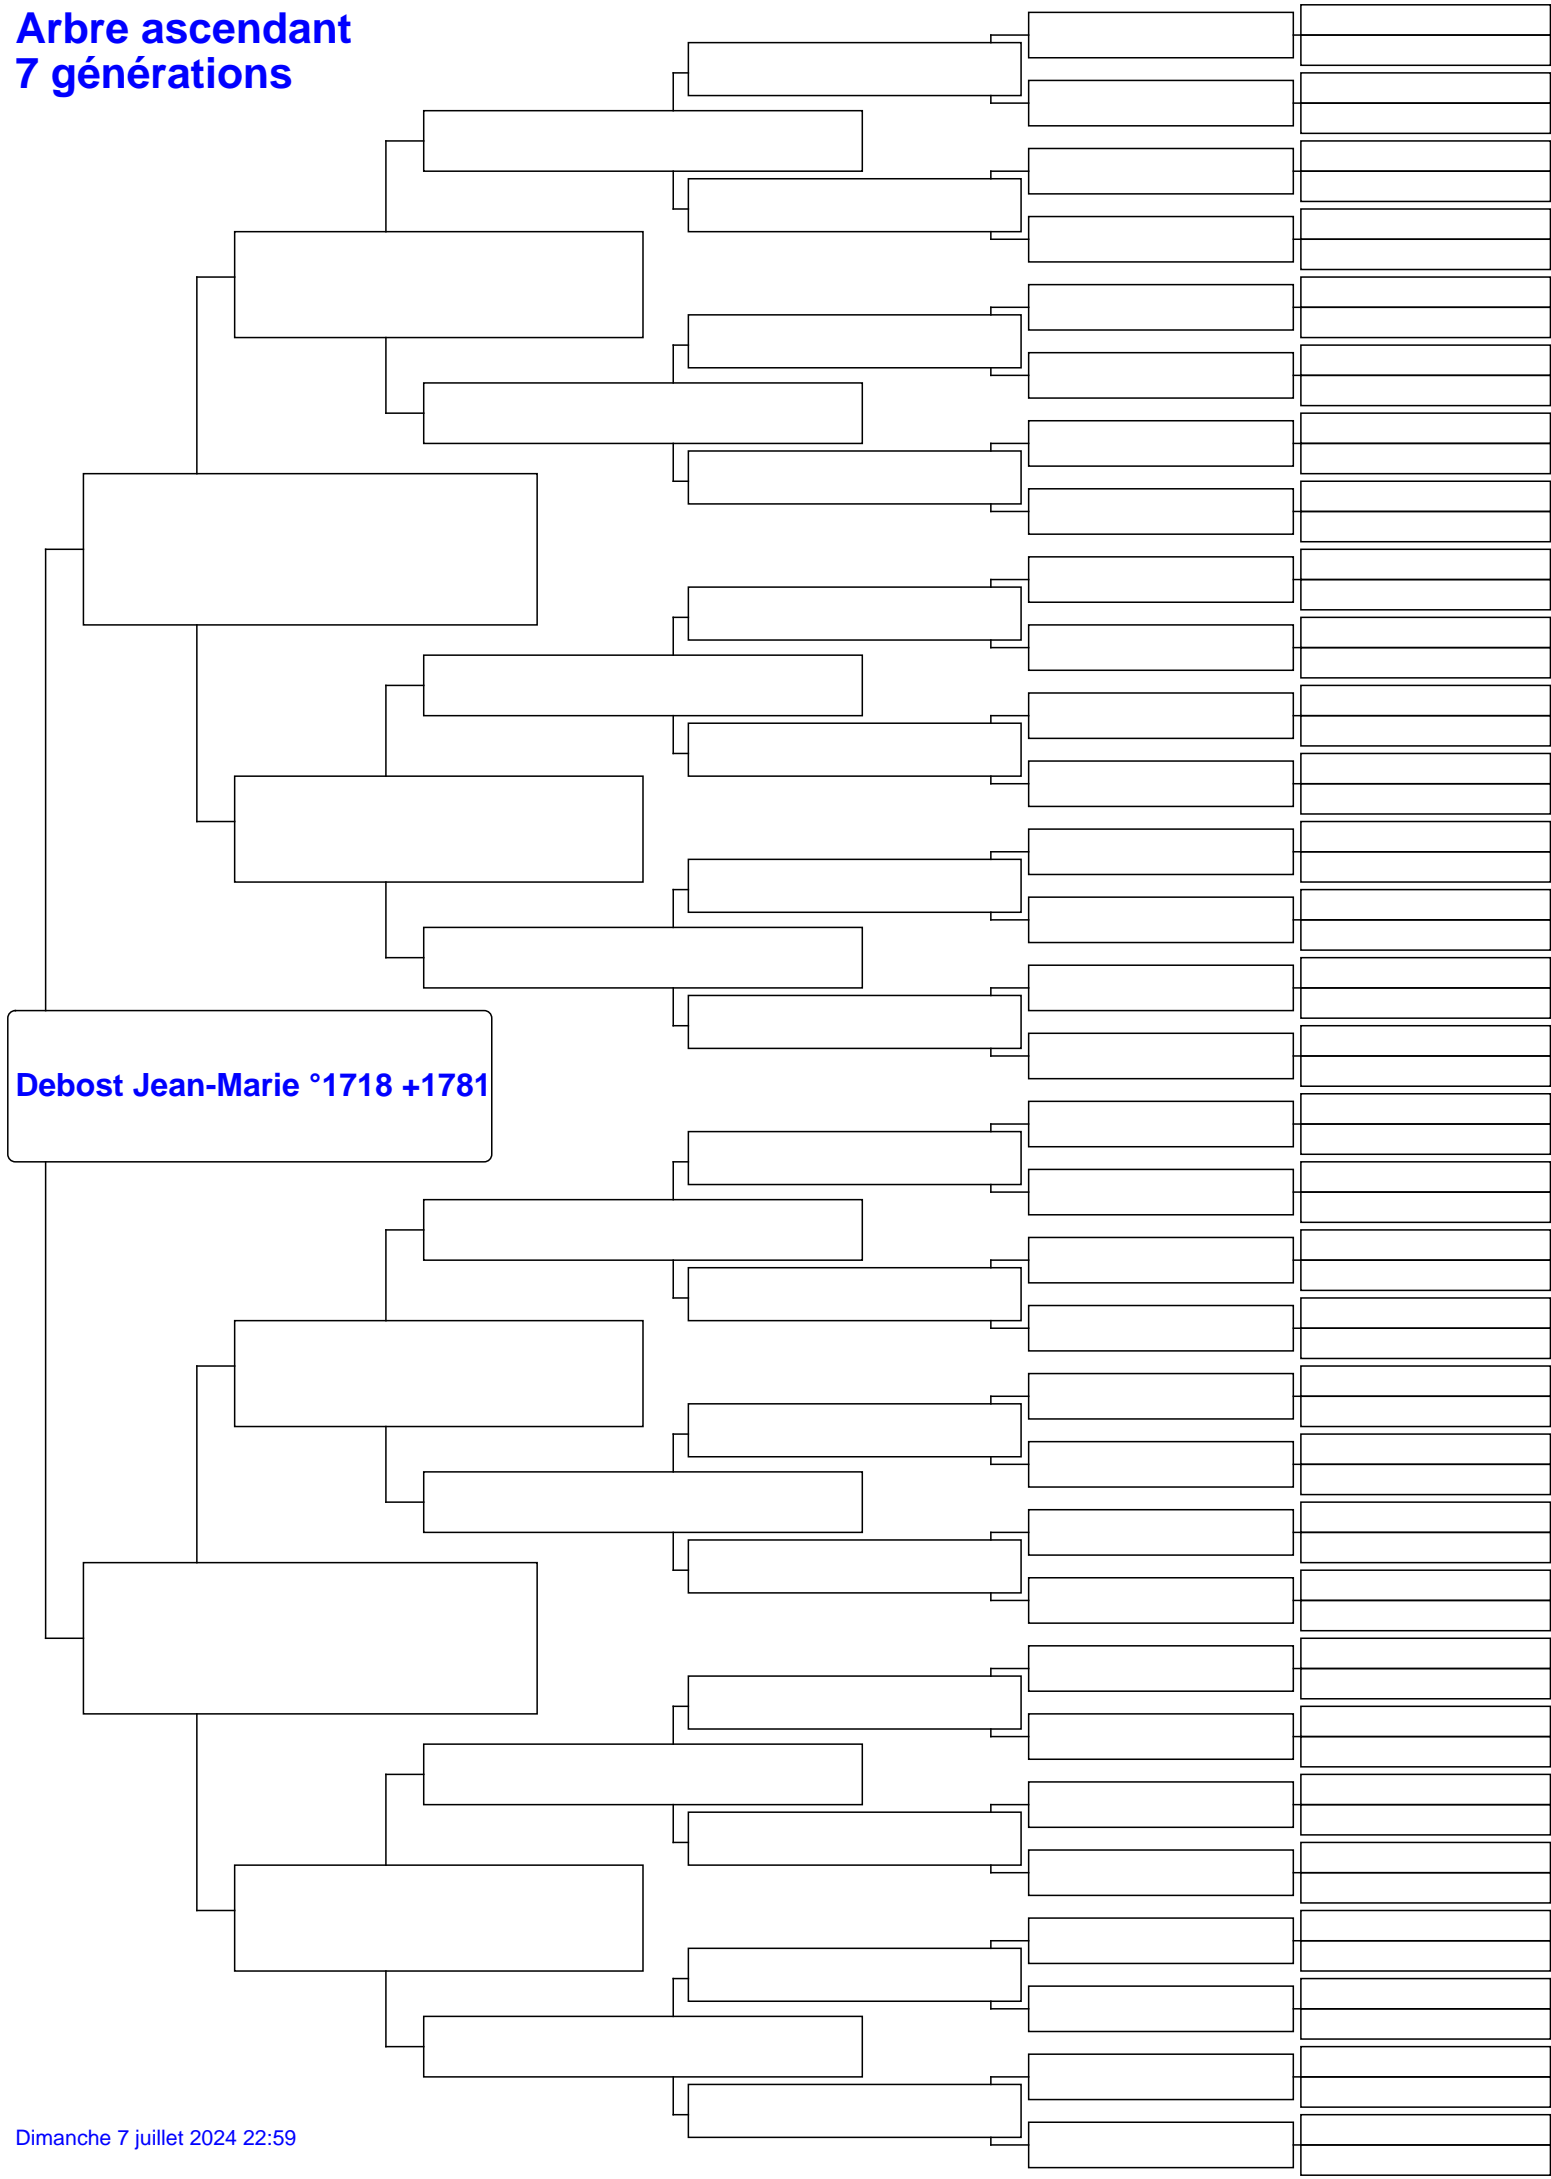 Arbre ascendant
7 générations
Debost Jean-Marie °1718 +1781
Dimanche 7 juillet 2024 22:59